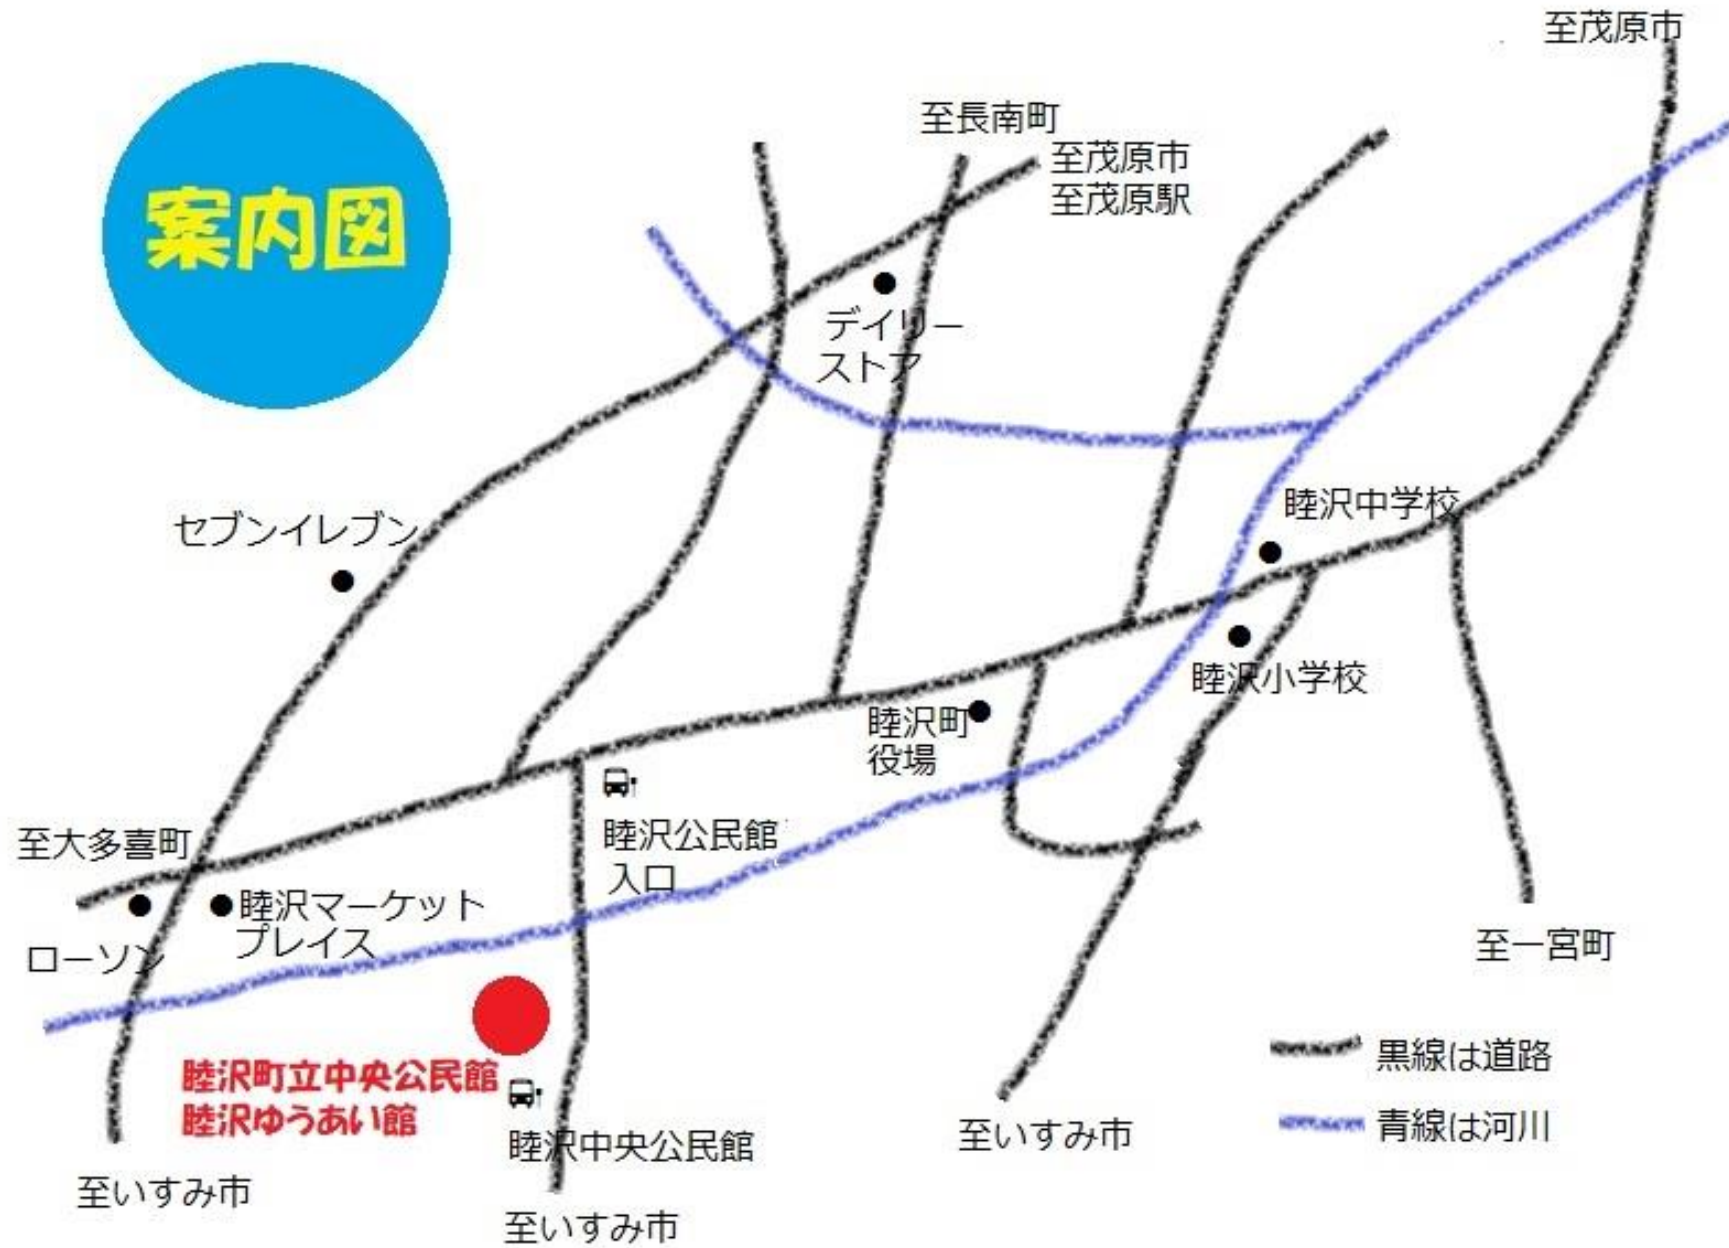 至茂原市
至長南町
至茂原市
至茂原駅
案内図
デイリー
ストア
睦沢中学校
セブンイレブン
睦沢小学校
睦沢町
役場
至大多喜町
睦沢公民館
入口
睦沢マーケット
プレイス
ローソン
至一宮町
黒線は道路
睦沢町立中央公民館
睦沢ゆうあい館
青線は河川
睦沢中央公民館
至いすみ市
至いすみ市
至いすみ市